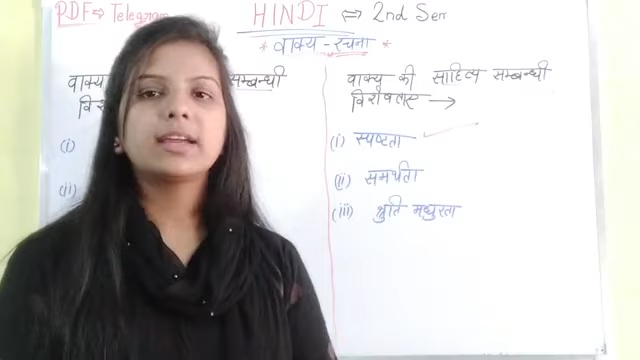 PDF ⇒ Telegram
HINDI ⇔ 2nd Sem
* वाक्य - रचना *
वाक्य सम्बन्धी
(i)
(ii)
वाक्य की साहित्य सम्बन्धी
विशेषताएं →
(i) स्पष्टता
(ii) समर्थता
(iii) श्रुति मधुरता